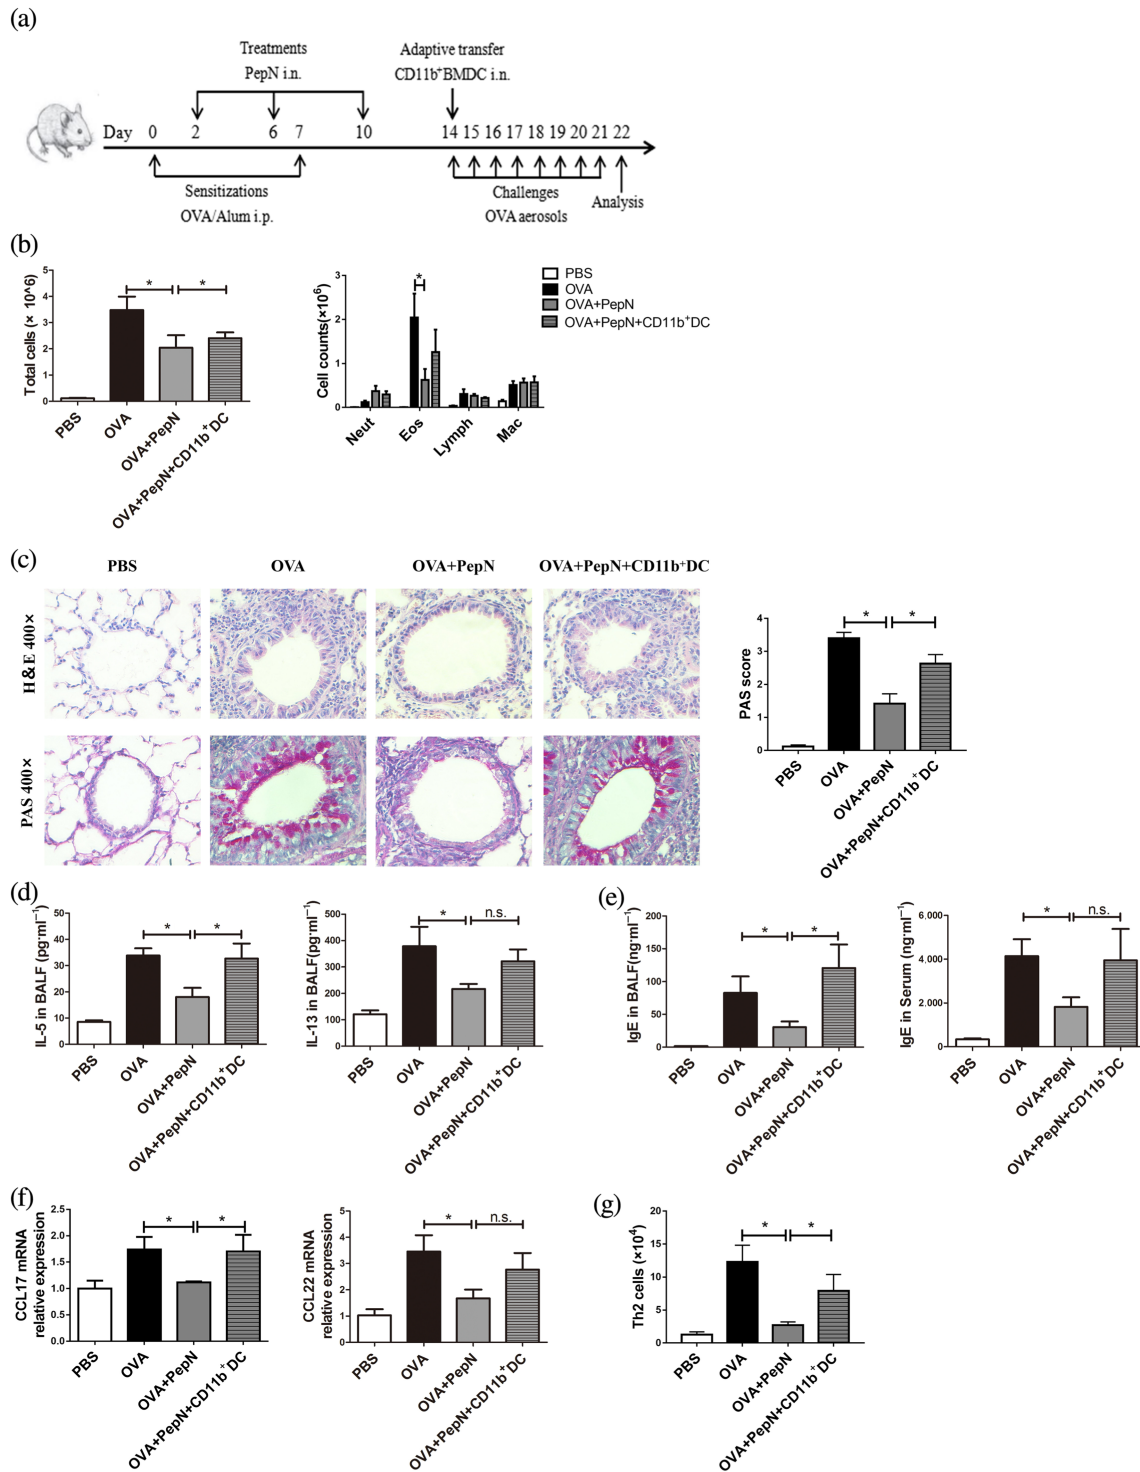 (a)
Treatments
PepN i.n.
Adaptive transfer
CD11b⁺BMDC i.n.
Day 0 2 6 7 10 14 15 16 17 18 19 20 21 22
Sensitizations
OVA/Alum i.p.
Challenges
OVA aerosols
Analysis
(b)
Total cells (× 10^6)
5
4
3
2
1
0
* *
PBS
OVA
OVA+PepN
OVA+PepN+CD11b⁺DC
Cell counts(×10⁶)
3
2
1
0
*
Neut
Eos
Lymph
Mac
PBS
OVA
OVA+PepN
OVA+PepN+CD11b⁺DC
(c)
PBS OVA OVA+PepN OVA+PepN+CD11b⁺DC
H&E 400×
PAS 400×
PAS score
4
3
2
1
0
* *
PBS
OVA
OVA+PepN
OVA+PepN+CD11b⁺DC
(d)
IL-5 in BALF (pg·ml⁻¹)
50
40
30
20
10
0
* *
PBS
OVA
OVA+PepN
OVA+PepN+CD11b⁺DC
IL-13 in BALF(pg·ml⁻¹)
500
400
300
200
100
0
* n.s.
PBS
OVA
OVA+PepN
OVA+PepN+CD11b⁺DC
(e)
IgE in BALF(ng·ml⁻¹)
200
150
100
50
0
* *
PBS
OVA
OVA+PepN
OVA+PepN+CD11b⁺DC
IgE in Serum (ng·ml⁻¹)
6,000
4,000
2.000
0
* n.s.
PBS
OVA
OVA+PepN
OVA+PepN+CD11b⁺DC
(f)
CCL17 mRNA
relative expression
2.5
2.0
1.5
1.0
0.5
0.0
* *
PBS
OVA
OVA+PepN
OVA+PepN+CD11b⁺DC
CCL22 mRNA
relative expression
5
4
3
2
1
0
* n.s.
PBS
OVA
OVA+PepN
OVA+PepN+CD11b⁺DC
(g)
Th2 cells (×10⁴)
20
15
10
5
0
* *
PBS
OVA
OVA+PepN
OVA+PepN+CD11b⁺DC